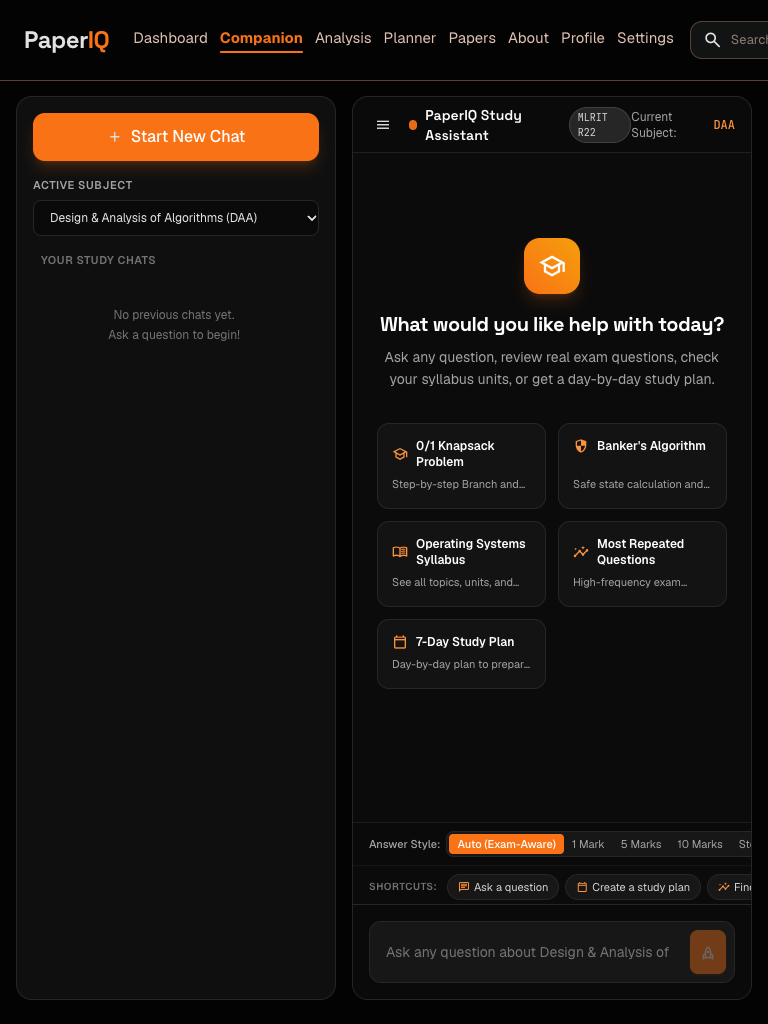 PaperIQ
Dashboard Companion Analysis Planner Papers About Profile Settings
Search
Start New Chat
ACTIVE SUBJECT
Design & Analysis of Algorithms (DAA)
YOUR STUDY CHATS
No previous chats yet.
Ask a question to begin!
PaperIQ Study
Assistant
MLRIT
R22
Current
Subject:
DAA
What would you like help with today?
Ask any question, review real exam questions, check
your syllabus units, or get a day-by-day study plan.
0/1 Knapsack
Problem
Step-by-step Branch and...
Banker's Algorithm
Safe state calculation and...
Operating Systems
Syllabus
See all topics, units, and...
Most Repeated
Questions
High-frequency exam...
7-Day Study Plan
Day-by-day plan to prepar...
Answer Style: Auto (Exam-Aware) 1 Mark 5 Marks 10 Marks
SHORTCUTS: Ask a question Create a study plan
Ask any question about Design & Analysis of